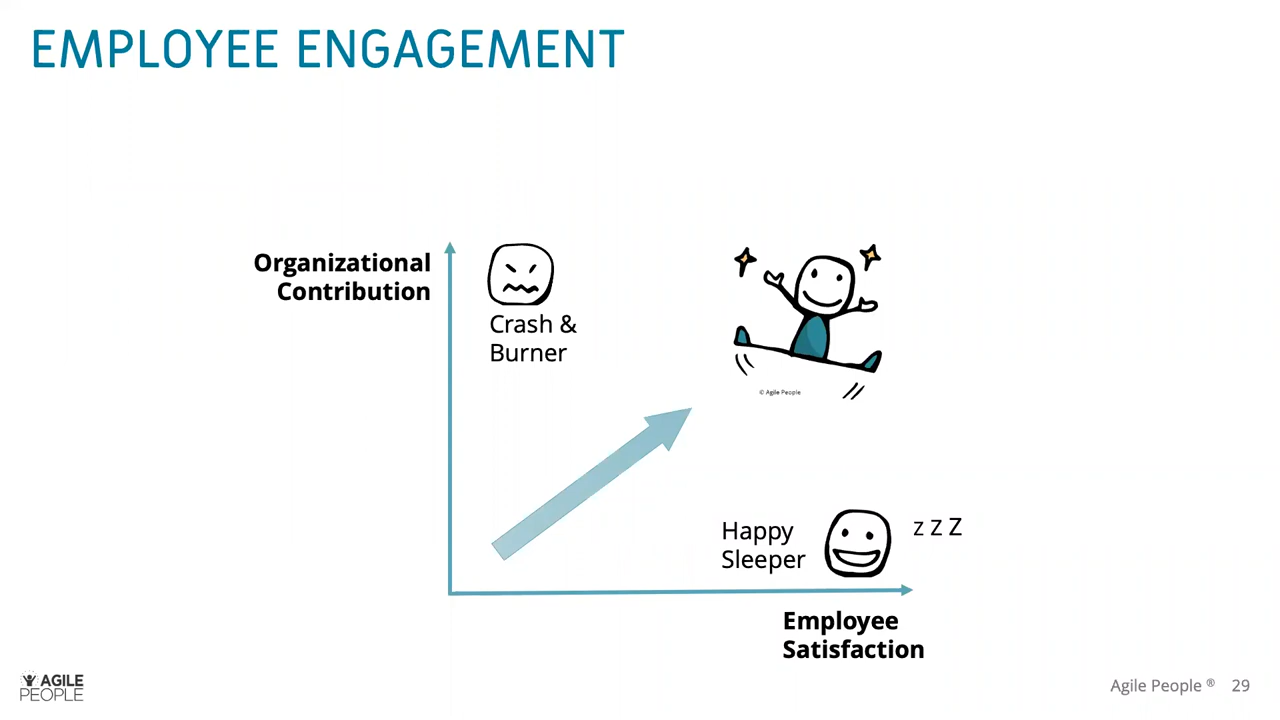 EMPLOYEE ENGAGEMENT
Organizational
Contribution
Crash &
Burner
© Agile People
Happy
Sleeper
z z z
Employee
Satisfaction
AGILE
PEOPLE
Agile People ® 29